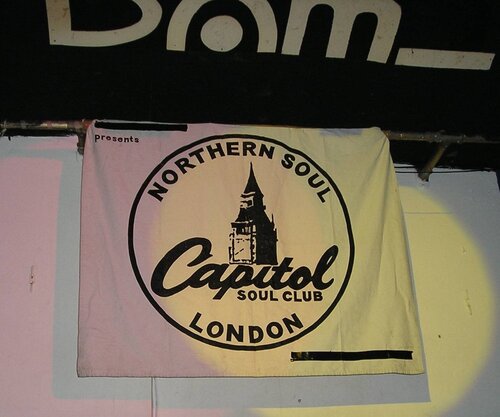 presents
NORTHERN SOUL
Capitol
SOUL CLUB
LONDON